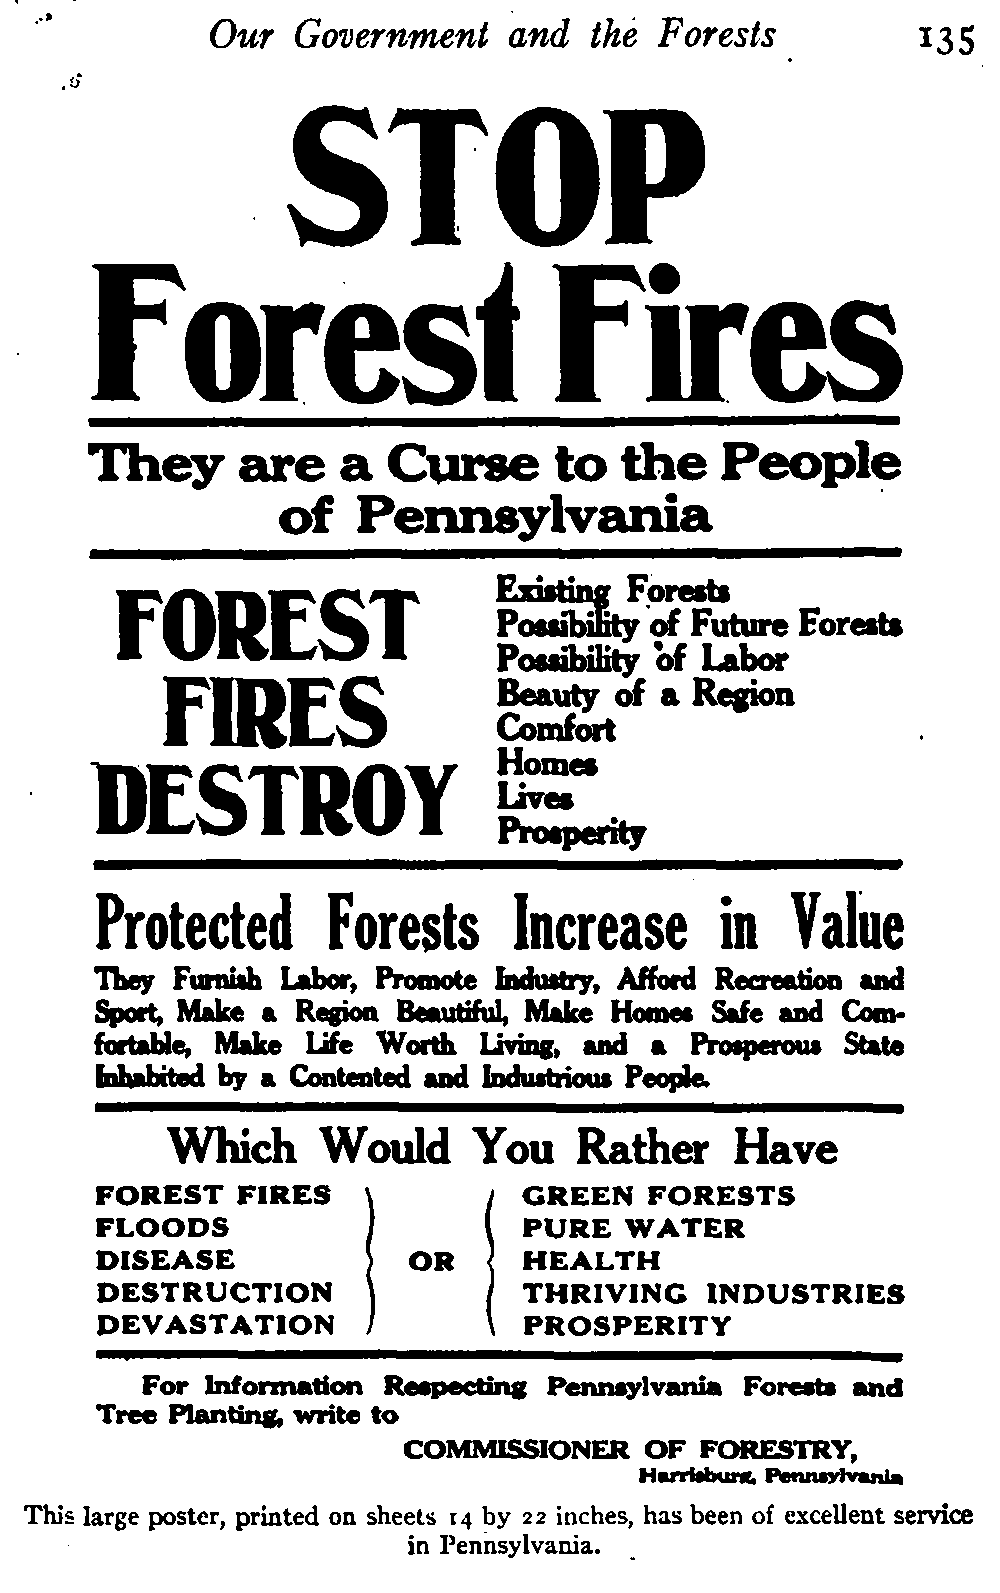 Our Government and the Forests 135
STOP
Forest Fires
They are a Curse to the People
of Pennsylvania
FOREST
FIRES
DESTROY
Existing Forests
Possibility of Future Forests
Possibility of Labor
Beauty of a Region
Comfort
Homes
Lives
Prosperity
Protected Forests Increase in Value
They Furnish Labor, Promote Industry, Afford Recreation and
Sport, Make a Region Beautiful, Make Homes Safe and Com-
fortable, Make Life Worth Living, and a Prosperous State
Inhabited by a Contented and Industrious People.
Which Would You Rather Have
FOREST FIRES
FLOODS
DISEASE
DESTRUCTION
DEVASTATION
OR
GREEN FORESTS
PURE WATER
HEALTH
THRIVING INDUSTRIES
PROSPERITY
For Information Respecting Pennsylvania Forests and
Tree Planting, write to
COMMISSIONER OF FORESTRY,
Harrisburg, Pennsylvania
This large poster, printed on sheets 14 by 22 inches, has been of excellent service
in Pennsylvania.